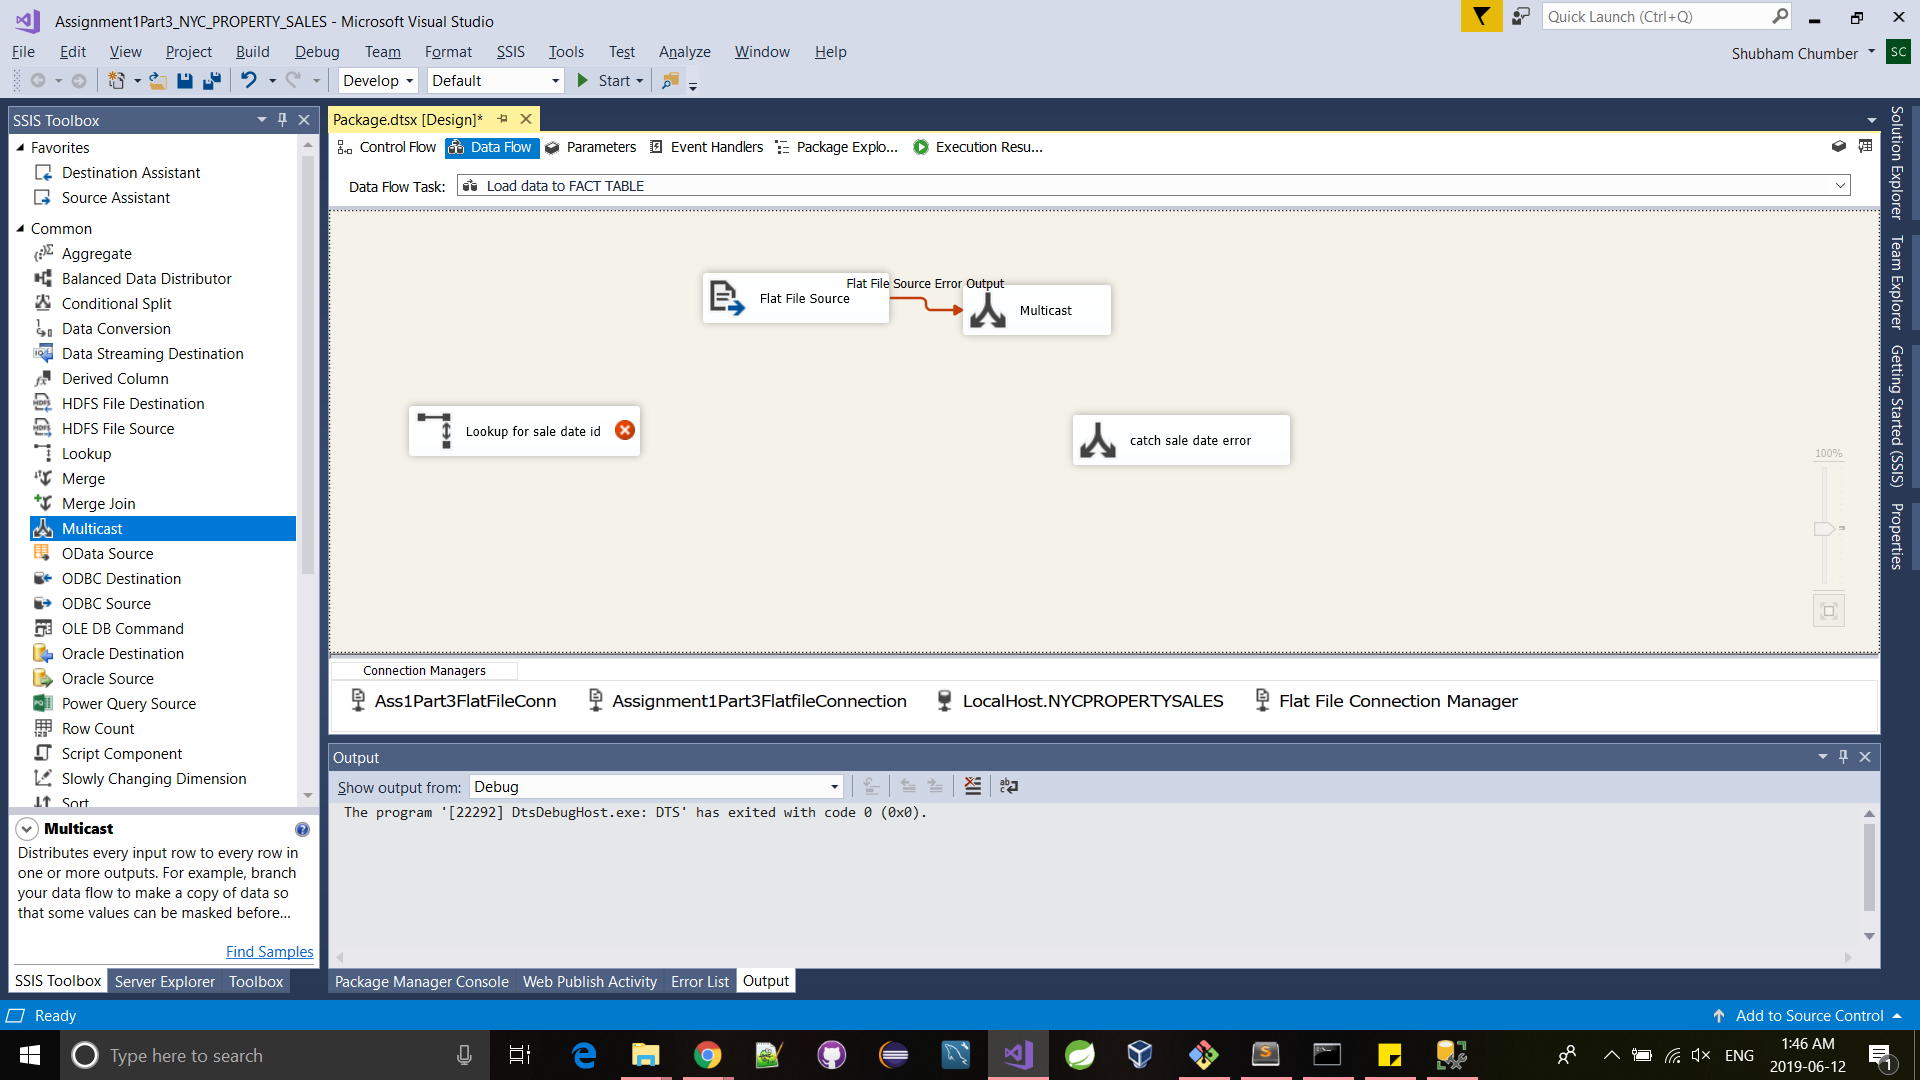 Assignment1Part3_NYC_PROPERTY_SALES - Microsoft Visual Studio
Quick Launch (Ctrl+Q)
File Edit View Project Build Debug Team Format SSIS Tools Test Analyze Window Help
Shubham Chumber SC
Develop Default Start
SSIS Toolbox
Favorites
Destination Assistant
Source Assistant
Common
Aggregate
Balanced Data Distributor
Conditional Split
Data Conversion
Data Streaming Destination
Derived Column
HDFS File Destination
HDFS File Source
Lookup
Merge
Merge Join
Multicast
OData Source
ODBC Destination
ODBC Source
OLE DB Command
Oracle Destination
Oracle Source
Power Query Source
Row Count
Script Component
Slowly Changing Dimension
Sort
Multicast
Distributes every input row to every row in
one or more outputs. For example, branch
your data flow to make a copy of data so
that some values can be masked before...
Find Samples
SSIS Toolbox Server Explorer Toolbox
Package.dtsx [Design]*
Control Flow Data Flow Parameters Event Handlers Package Explo... Execution Resu...
Data Flow Task: Load data to FACT TABLE
Flat File Source Error Output
Flat File Source
Multicast
Lookup for sale date id
catch sale date error
100%
Connection Managers
Ass1Part3FlatFileConn Assignment1Part3FlatfileConnection LocalHost.NYCPROPERTYSALES Flat File Connection Manager
Output
Show output from: Debug
The program '[22292] DtsDebugHost.exe: DTS' has exited with code 0 (0x0).
Package Manager Console Web Publish Activity Error List Output
Solution Explorer
Team Explorer
Getting Started (SSIS)
Properties
Ready
Add to Source Control
Type here to search
ENG
1:46 AM
2019-06-12
1